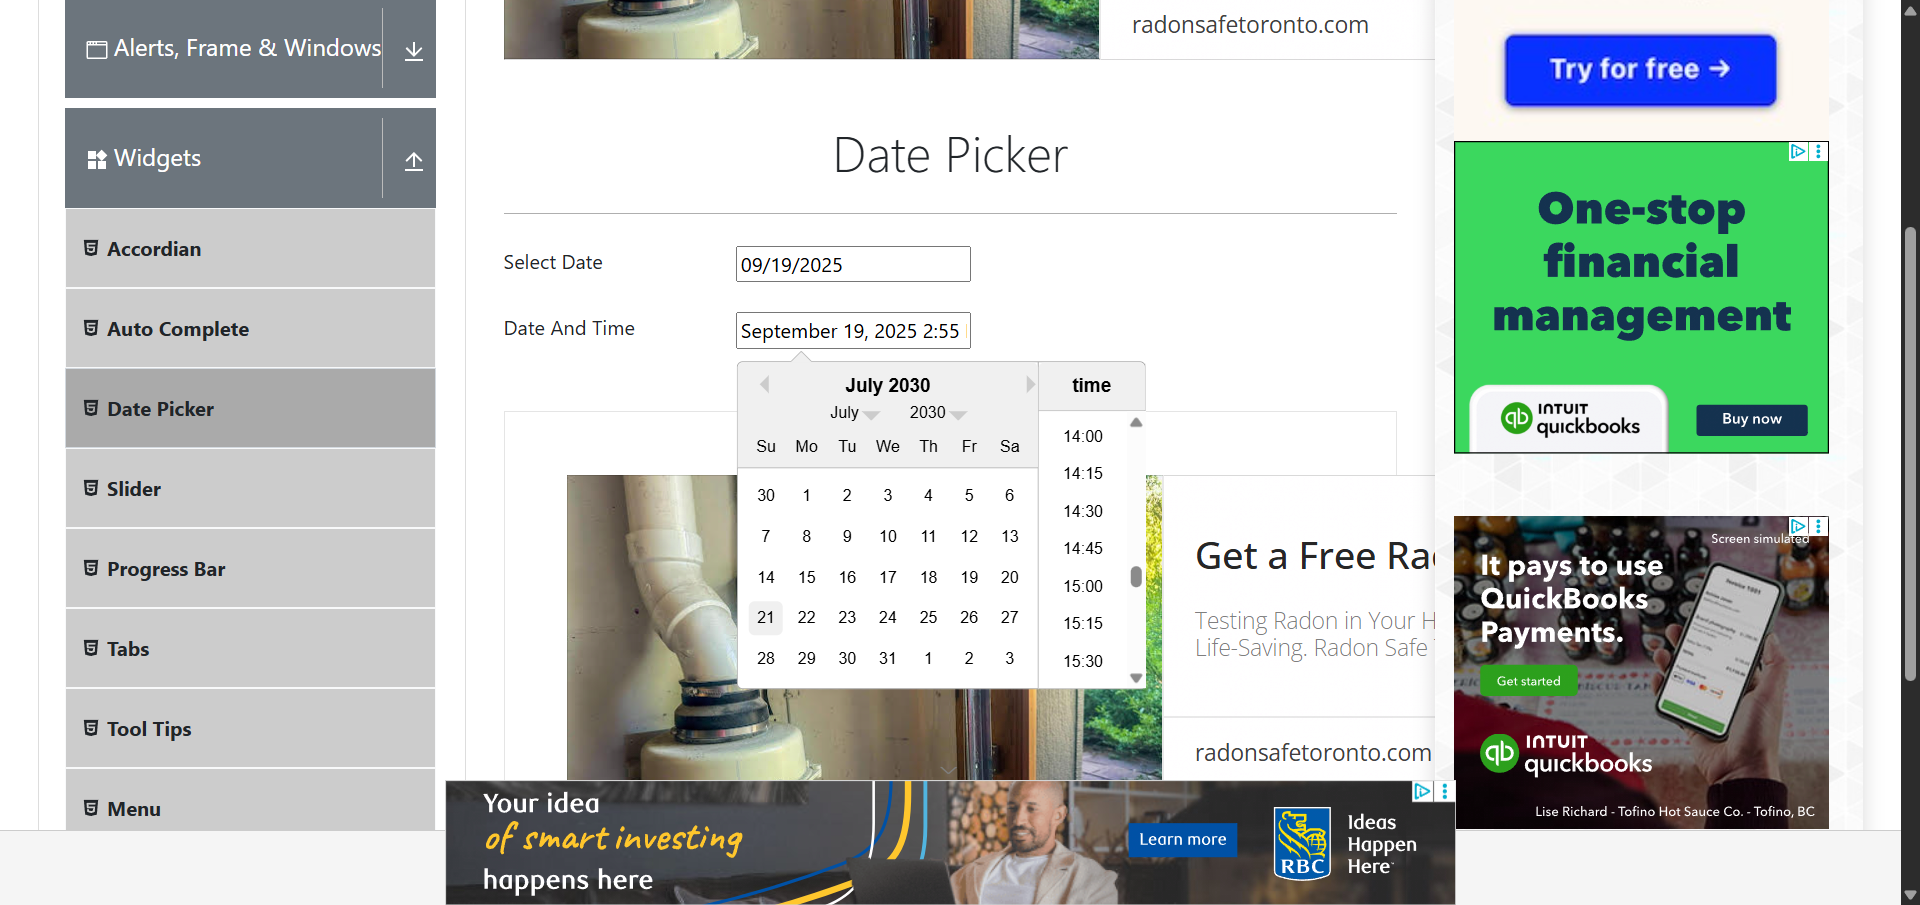 Alerts, Frame & Windows
Widgets
Accordian
Auto Complete
Date Picker
Slider
Progress Bar
Tabs
Tool Tips
Menu
radonsafetoronto.com
Date Picker
Select Date
09/19/2025
Date And Time
September 19, 2025 2:55
July 2030
July
2030
Su Mo Tu We Th Fr Sa
30 1 2 3 4 5 6
7 8 9 10 11 12 13
14 15 16 17 18 19 20
21 22 23 24 25 26 27
28 29 30 31 1 2 3
time
14:00
14:15
14:30
14:45
15:00
15:15
15:30
Get a Free Ra
Testing Radon in Your H
Life-Saving. Radon Safe
radonsafetoronto.com
Your idea
of smart investing
happens here
Learn more
RBC
Ideas
Happen
Here
Try for free →
One-stop
financial
management
INTUIT
quickbooks
Buy now
Screen simulated
It pays to use
QuickBooks
Payments.
Get started
INTUIT
quickbooks
Lise Richard - Tofino Hot Sauce Co. - Tofino, BC